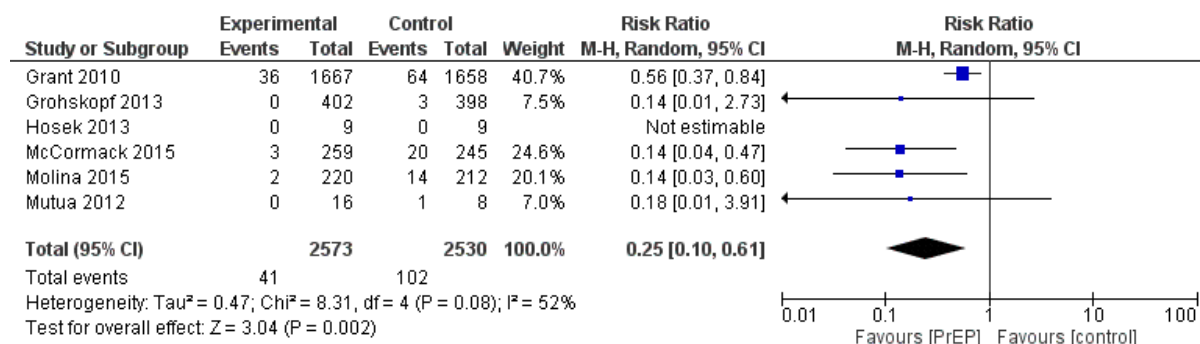 Experimental Control Risk Ratio Risk Ratio
Study or Subgroup Events Total Events Total Weight M-H, Random, 95% CI M-H, Random, 95% CI
Grant 2010 36 1667 64 1658 40.7% 0.56 [0.37, 0.84]
Grohskopf 2013 0 402 3 398 7.5% 0.14 [0.01, 2.73]
Hosek 2013 0 9 0 9 Not estimable
McCormack 2015 3 259 20 245 24.6% 0.14 [0.04, 0.47]
Molina 2015 2 220 14 212 20.1% 0.14 [0.03, 0.60]
Mutua 2012 0 16 1 8 7.0% 0.18 [0.01, 3.91]
Total (95% CI) 2573 2530 100.0% 0.25 [0.10, 0.61]
Total events 41 102
Heterogeneity: Tau² = 0.47; Chi² = 8.31, df = 4 (P = 0.08); I² = 52%
Test for overall effect: Z = 3.04 (P = 0.002)
0.01 0.1 1 10 100
Favours [PrEP] Favours [control]